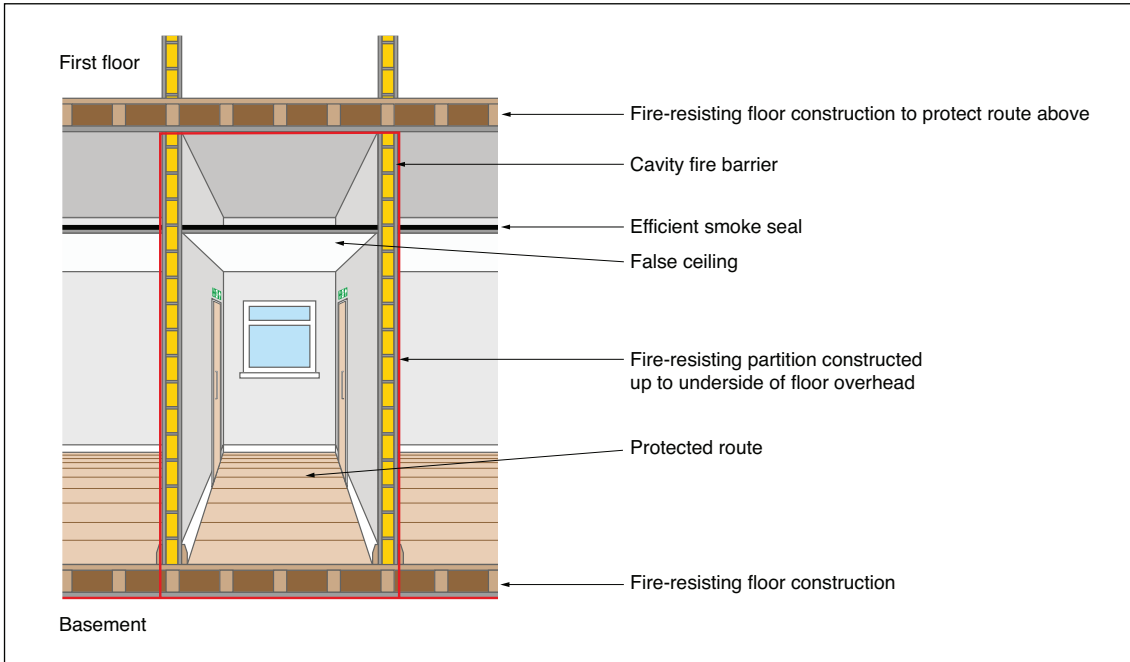 First floor
Fire-resisting floor construction to protect route above
Cavity fire barrier
Efficient smoke seal
False ceiling
Fire-resisting partition constructed
up to underside of floor overhead
Protected route
Fire-resisting floor construction
Basement